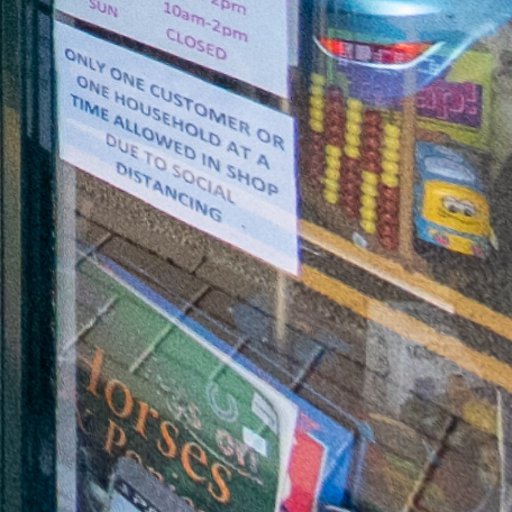 2pm
SUN 10am-2pm
CLOSED
ONLY ONE CUSTOMER OR
ONE HOUSEHOLD AT A
TIME ALLOWED IN SHOP
DUE TO SOCIAL
DISTANCING
Horses